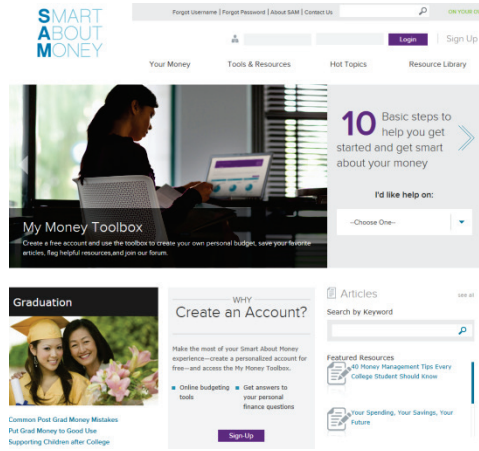 SMART
ABOUT
MONEY
Forgot Username | Forgot Password | About SAM | Contact Us
ON YOUR
Login
Sign Up
Your Money
Tools & Resources
Hot Topics
Resource Library
My Money Toolbox
Create a free account and use the toolbox to create your own personal budget, save your favorite
articles, flag helpful resources,and join our forum.
10 Basic steps to
help you get
started and get smart
about your money
I'd like help on:
--Choose One--
Graduation
Common Post Grad Money Mistakes
Put Grad Money to Good Use
Supporting Children after College
WHY
Create an Account?
Make the most of your Smart About Money
experience—create a personalized account for
free—and access the My Money Toolbox.
Online budgeting
tools
Get answers to
your personal
finance questions
Sign-Up
Articles
see all
Search by Keyword
Featured Resources
40 Money Management Tips Every
College Student Should Know
Your Spending, Your Savings, Your
Future